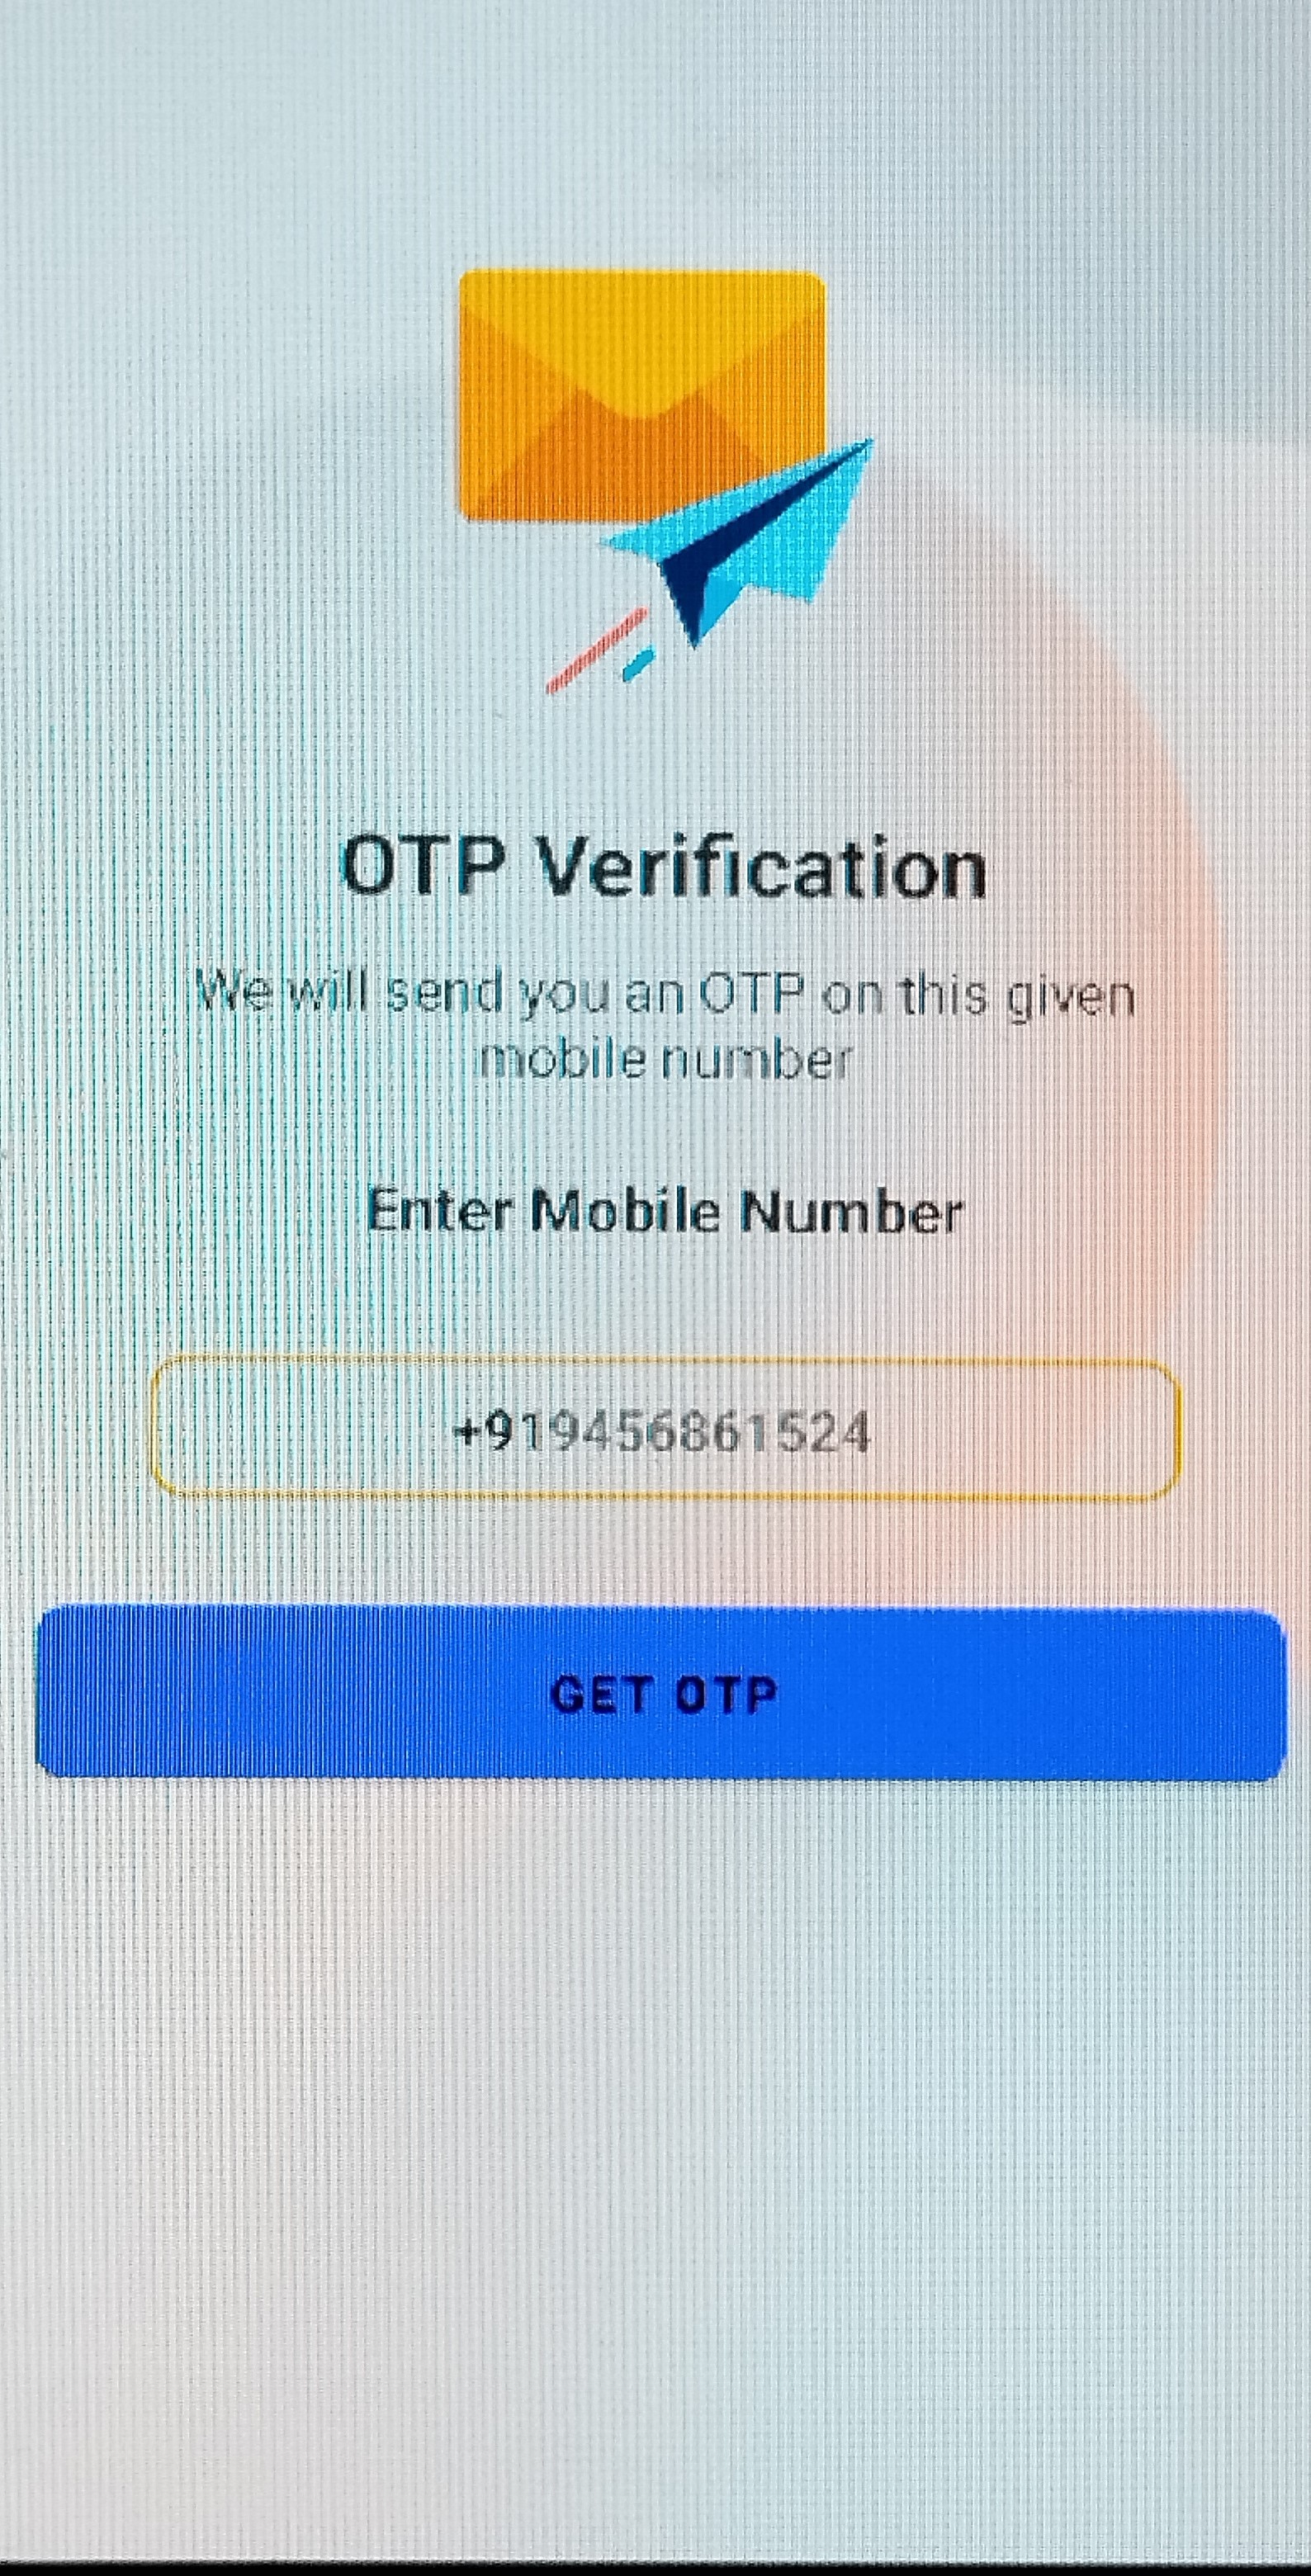 OTP Verification
We will send you an OTP on this given
mobile number
Enter Mobile Number
+919456861524
GET OTP